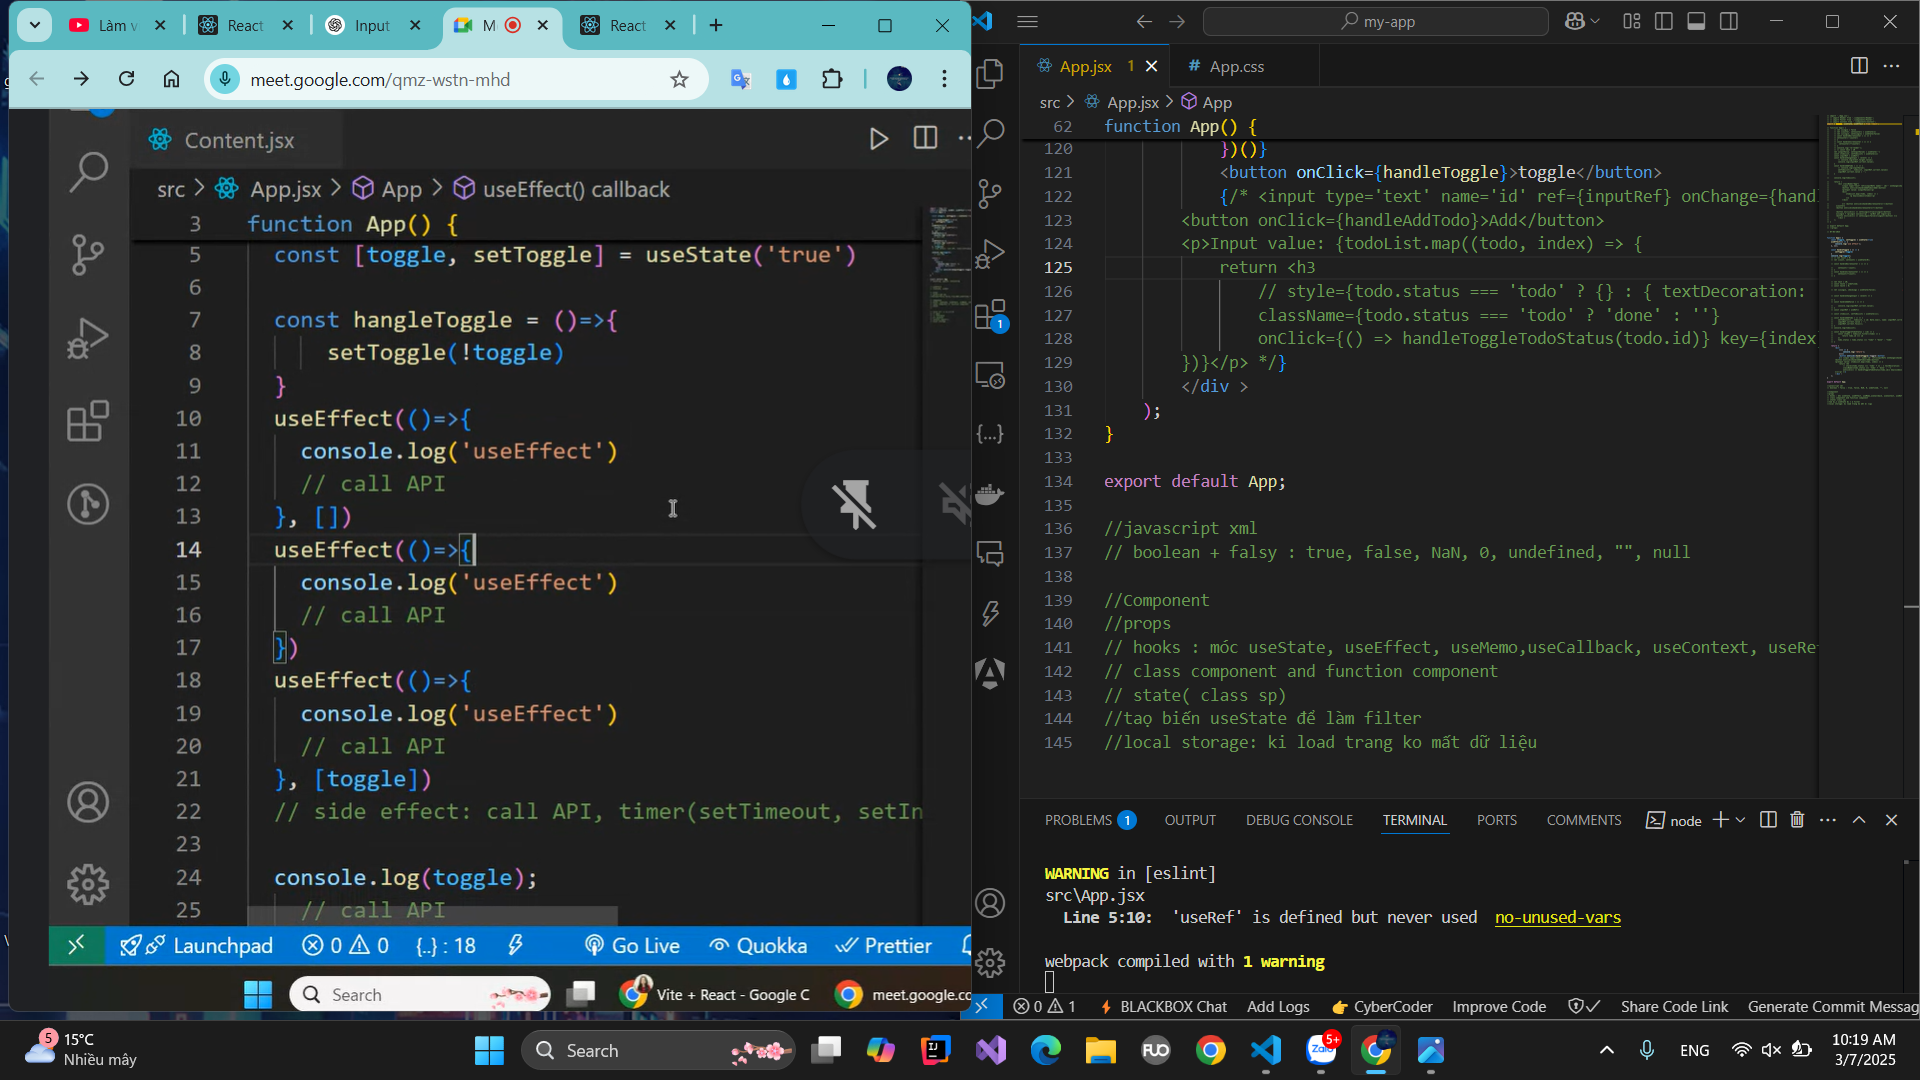 Làm v
React
Input
M
React
meet.google.com/qmz-wstn-mhd
Content.jsx
src > App.jsx > App > useEffect() callback
3 function App() {
5 const [toggle, setToggle] = useState('true')
6
7 const hangleToggle = ()=>{
8 setToggle(!toggle)
9 }
10 useEffect(()=>{
11 console.log('useEffect')
12 // call API
13 }, [])
14 useEffect(()=>{
15 console.log('useEffect')
16 // call API
17 })
18 useEffect(()=>{
19 console.log('useEffect')
20 // call API
21 }, [toggle])
22 // side effect: call API, timer(setTimeout, setIn
23
24 console.log(toggle);
25 // call API
Launchpad 0 0 {..} : 18 Go Live Quokka Prettier
Search Vite + React - Google C meet.google.co
my-app
App.jsx 1
# App.css
src > App.jsx > App
62 function App() {
120 })()}
121 <button onClick={handleToggle}>toggle</button>
122 {/* <input type='text' name='id' ref={inputRef} onChange={handl
123 <button onClick={handleAddTodo}>Add</button>
124 <p>Input value: {todoList.map((todo, index) => {
125 return <h3
126 // style={todo.status === 'todo' ? {} : { textDecoration:
127 className={todo.status === 'todo' ? 'done' : ''}
128 onClick={() => handleToggleTodoStatus(todo.id)} key={index
129 })}</p> */}
130 </div >
131 );
132 }
133
134 export default App;
135
136 //javascript xml
137 // boolean + falsy : true, false, NaN, 0, undefined, "", null
138
139 //Component
140 //props
141 // hooks : móc useState, useEffect, useMemo,useCallback, useContext, useRe
142 // class component and function component
143 // state( class sp)
144 //taọ biến useState để làm filter
145 //local storage: ki load trang ko mất dữ liệu
1
PROBLEMS 1 OUTPUT DEBUG CONSOLE TERMINAL PORTS COMMENTS node
WARNING in [eslint]
src\App.jsx
Line 5:10: 'useRef' is defined but never used no-unused-vars
webpack compiled with 1 warning
0 1 BLACKBOX Chat Add Logs CyberCoder Improve Code Share Code Link Generate Commit Messag
5 15°C
Nhiều mây
Search
FUO
Zalo 5+
ENG
10:19 AM
3/7/2025